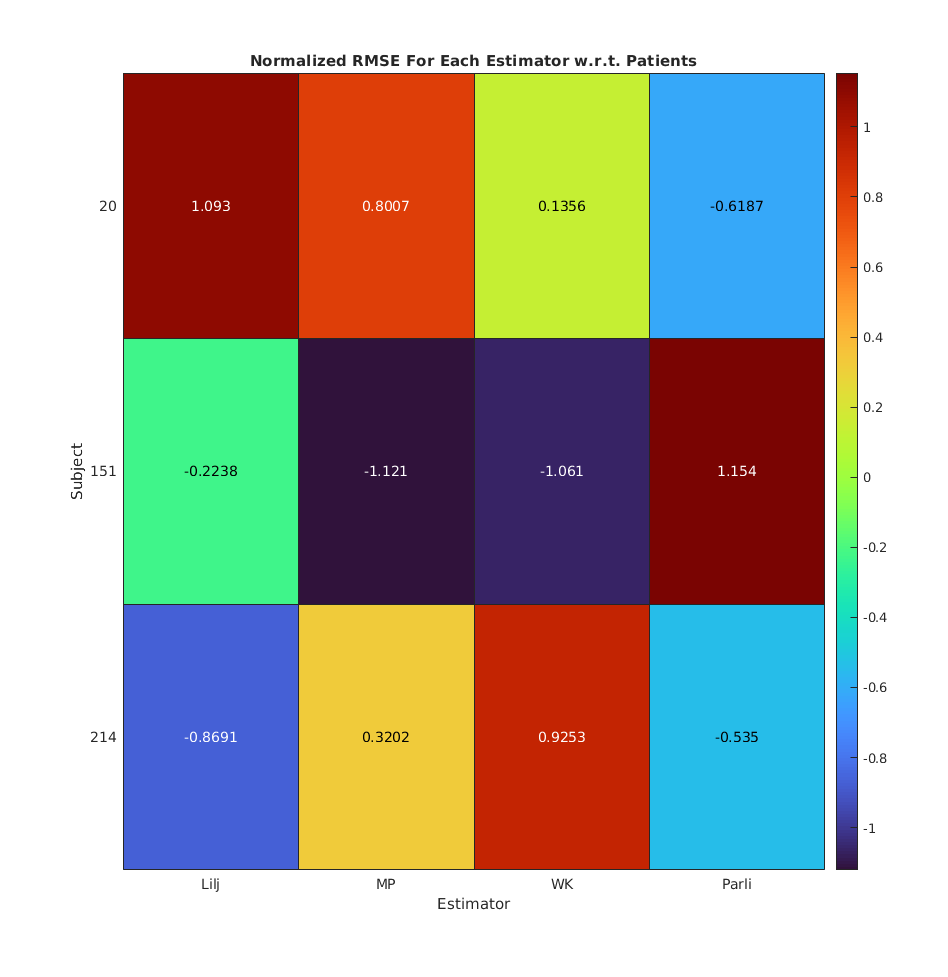 Normalized RMSE For Each Estimator w.r.t. Patients
20 1.093 0.8007 0.1356 -0.6187
151 -0.2238 -1.121 -1.061 1.154
214 -0.8691 0.3202 0.9253 -0.535
Subject
Lilj MP WK Parli
Estimator
1
0.8
0.6
0.4
0.2
0
-0.2
-0.4
-0.6
-0.8
-1